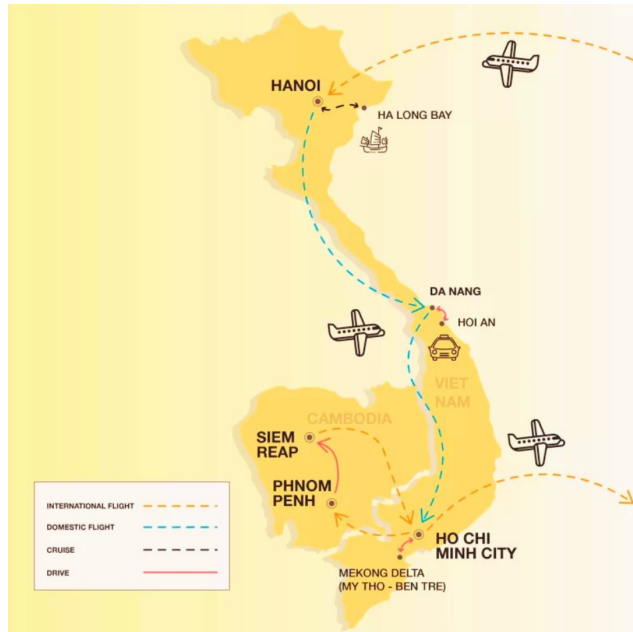 HANOI
HA LONG BAY
DA NANG
HOI AN
VIET
NAM
CAMBODIA
SIEM
REAP
PHNOM
PENH
HO CHI
MINH CITY
MEKONG DELTA
(MY THO - BEN TRE)
INTERNATIONAL FLIGHT
DOMESTIC FLIGHT
CRUISE
DRIVE